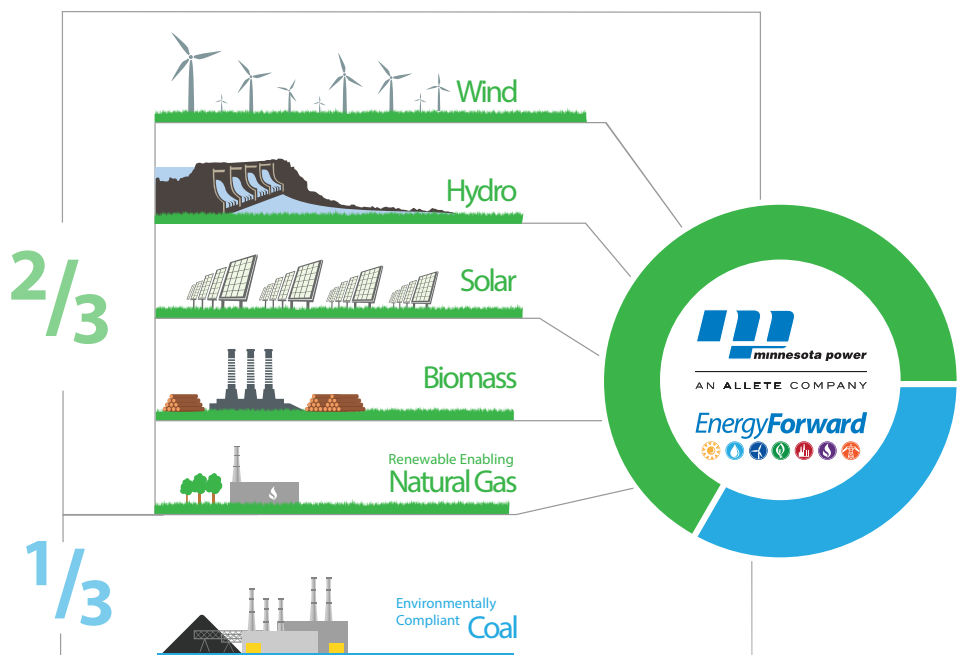 Wind
Hydro
2/3
Solar
Biomass
Renewable Enabling
Natural Gas
1/3
Environmentally
Compliant Coal
mp
minnesota power
AN ALLETE COMPANY
EnergyForward